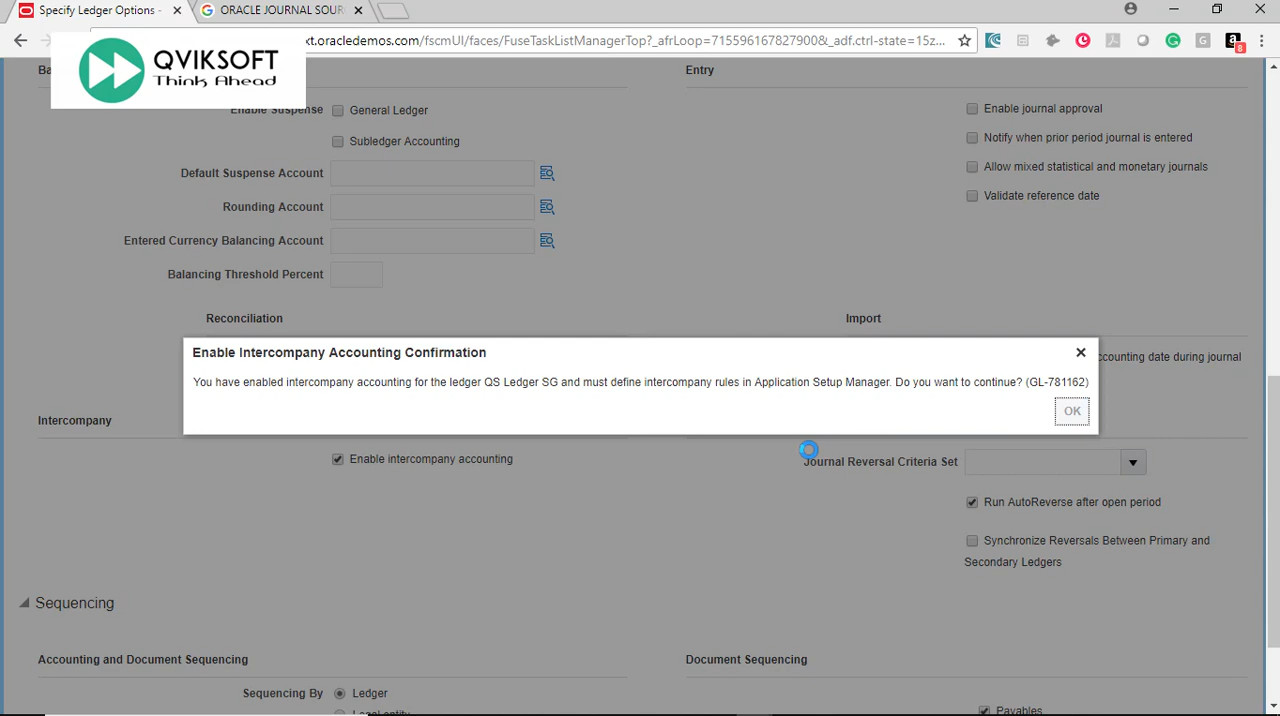 Specify Ledger Options -
ORACLE JOURNAL SOUR
xt.oracledemos.com/fscmUI/faces/FuseTaskListManagerTop?_afrLoop=715596167827900&_adf.ctrl-state=15z...
8
QVIKSOFT
Think Ahead
Entry
Enable Suspense
General Ledger
Enable journal approval
Subledger Accounting
Notify when prior period journal is entered
Default Suspense Account
Allow mixed statistical and monetary journals
Rounding Account
Validate reference date
Entered Currency Balancing Account
Balancing Threshold Percent
Reconciliation
Import
Enable Intercompany Accounting Confirmation
ccounting date during journal
You have enabled intercompany accounting for the ledger QS Ledger SG and must define intercompany rules in Application Setup Manager. Do you want to continue? (GL-781162)
OK
Intercompany
Enable intercompany accounting
Journal Reversal Criteria Set
Run AutoReverse after open period
Synchronize Reversals Between Primary and
Secondary Ledgers
Sequencing
Accounting and Document Sequencing
Document Sequencing
Sequencing By
Ledger
Legal entity
Payables